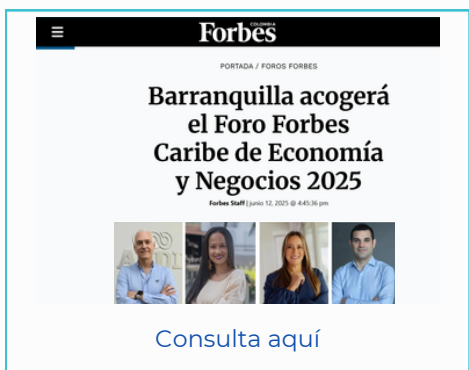 COLOMBIA
Forbes
PORTADA / FOROS FORBES
Barranquilla acogerá
el Foro Forbes
Caribe de Economía
y Negocios 2025
Forbes Staff | junio 12, 2025 @ 4:45:36 pm
Consulta aquí